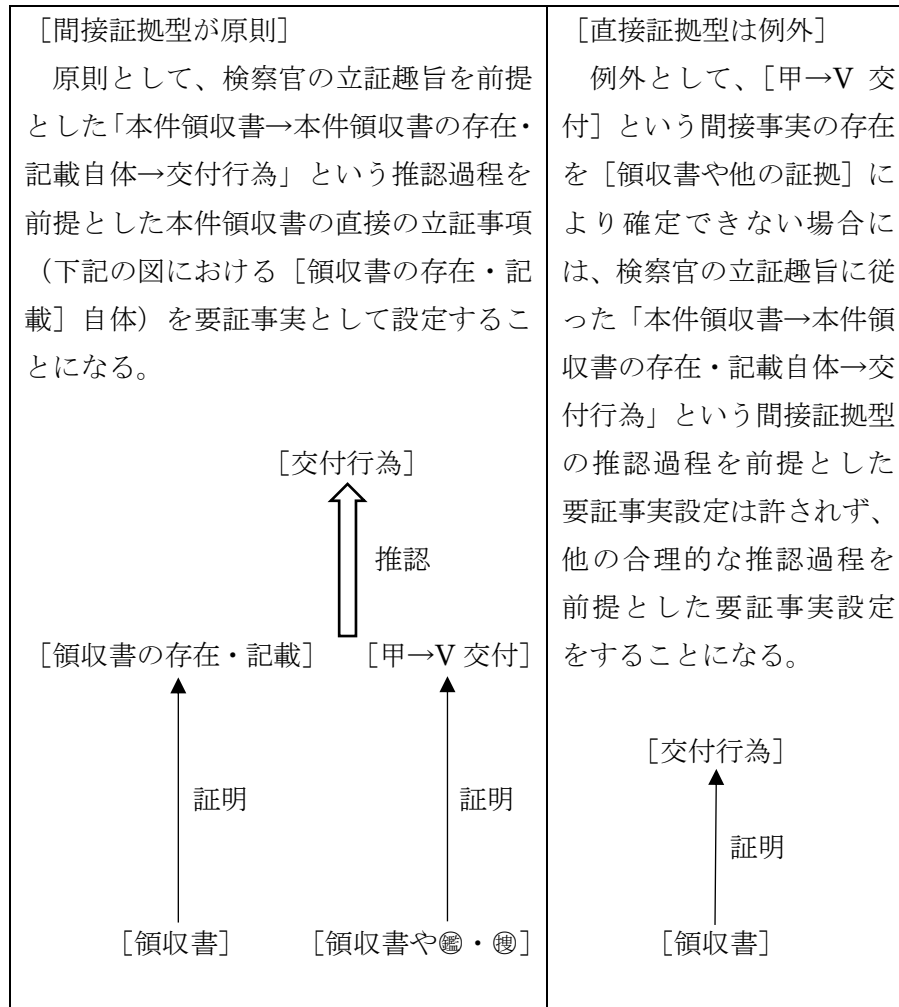 ［間接証拠型が原則］
　原則として、検察官の立証趣旨を前提
とした「本件領収書→本件領収書の存在・
記載自体→交付行為」という推認過程を
前提とした本件領収書の直接の立証事項
（下記の図における［領収書の存在・記
載］自体）を要証事実として設定するこ
とになる。
［交付行為］
推認
［領収書の存在・記載］　［甲→V 交付］
証明　証明
［領収書］　［領収書や㊬・㊜］
［直接証拠型は例外］
　例外として、［甲→V 交
付］という間接事実の存在
を［領収書や他の証拠］に
より確定できない場合に
は、検察官の立証趣旨に従
った「本件領収書→本件領
収書の存在・記載自体→交
付行為」という間接証拠型
の推認過程を前提とした
要証事実設定は許されず、
他の合理的な推認過程を
前提とした要証事実設定
をすることになる。
［交付行為］
証明
［領収書］